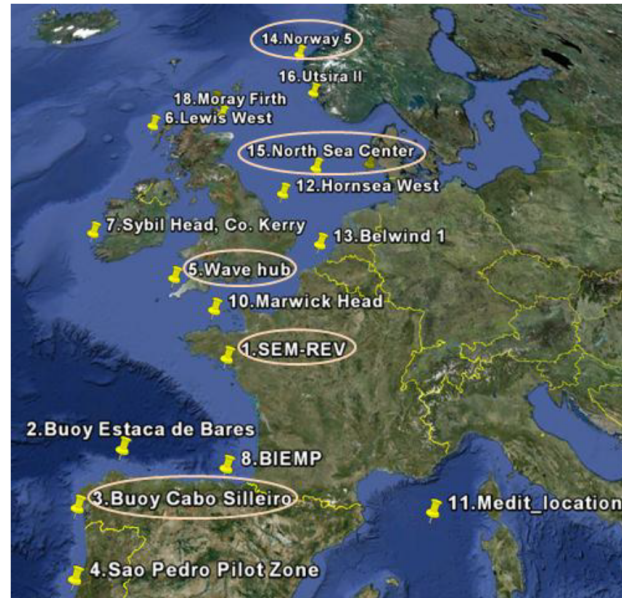 14.Norway 5
16.Utsira II
18.Moray Firth
6.Lewis West
15.North Sea Center
12.Hornsea West
7.Sybil Head, Co. Kerry
13.Belwind 1
5.Wave hub
10.Marwick Head
1.SEM-REV
2.Buoy Estaca de Bares
8.BIEMP
3.Buoy Cabo Silleiro
11.Medit_location
4.Sao Pedro Pilot Zone